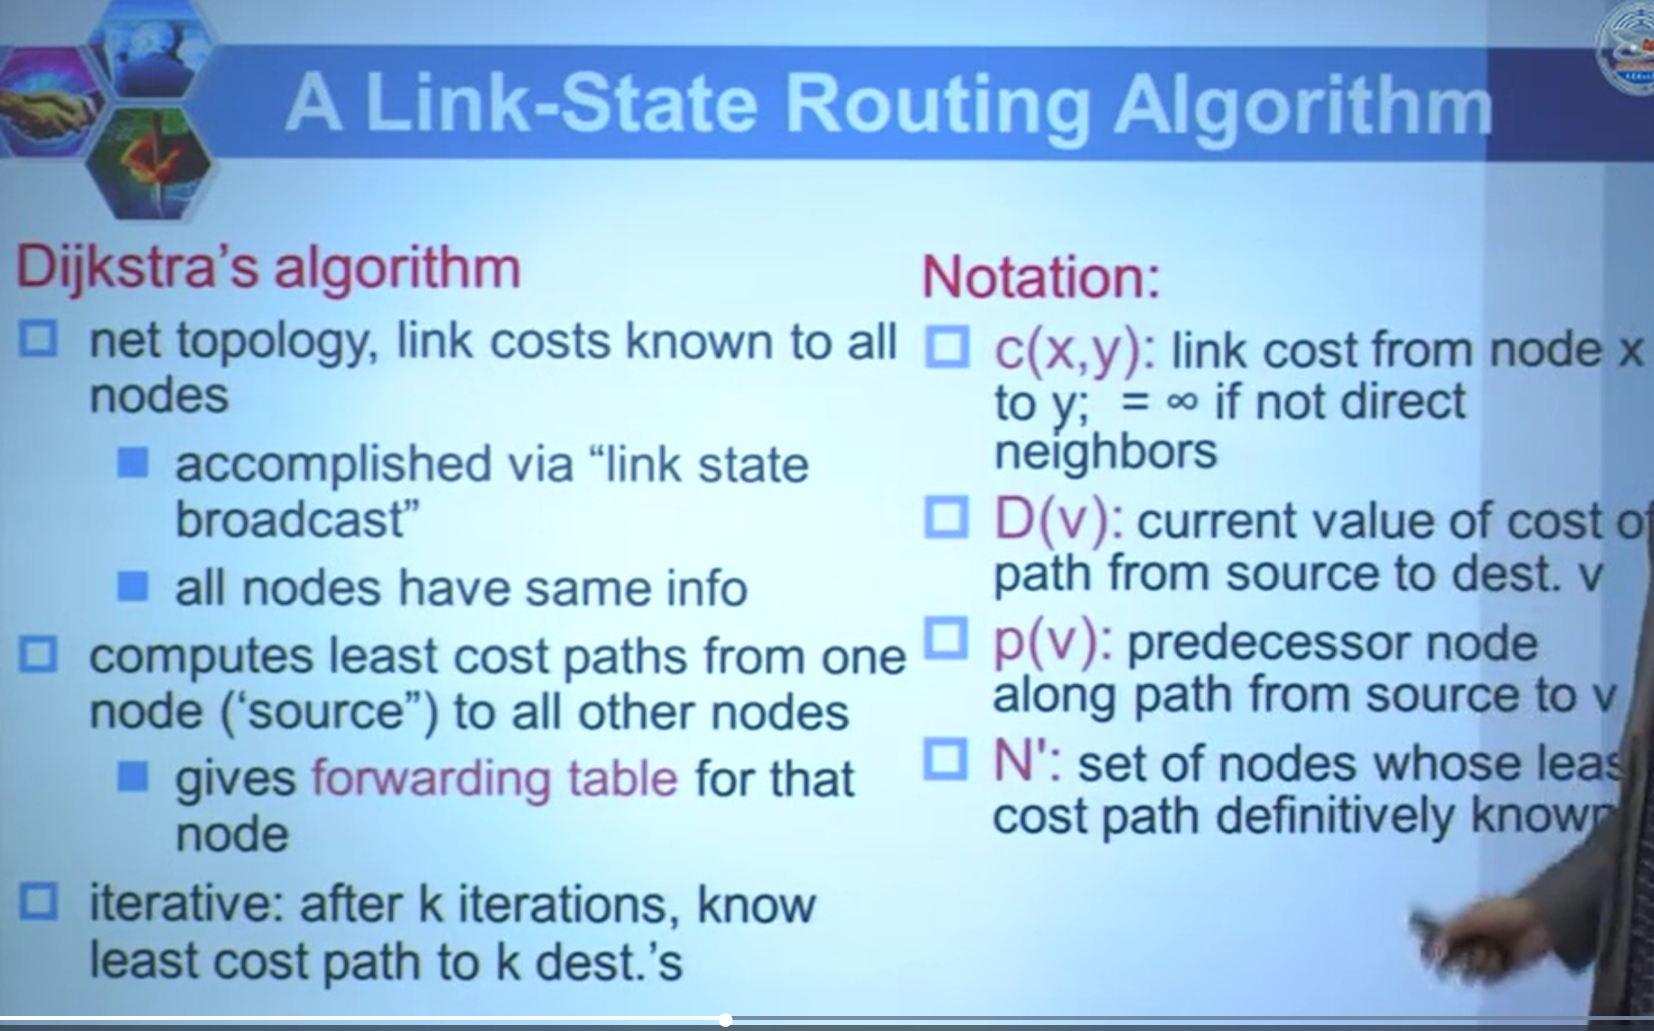 A Link-State Routing Algorithm
Dijkstra's algorithm
net topology, link costs known to all
nodes
accomplished via “link state
broadcast”
all nodes have same info
computes least cost paths from one
node (‘source”) to all other nodes
gives forwarding table for that
node
iterative: after k iterations, know
least cost path to k dest.’s
Notation:
c(x,y): link cost from node x
to y; = ∞ if not direct
neighbors
D(v): current value of cost of
path from source to dest. v
p(v): predecessor node
along path from source to v
N': set of nodes whose leas
cost path definitively known